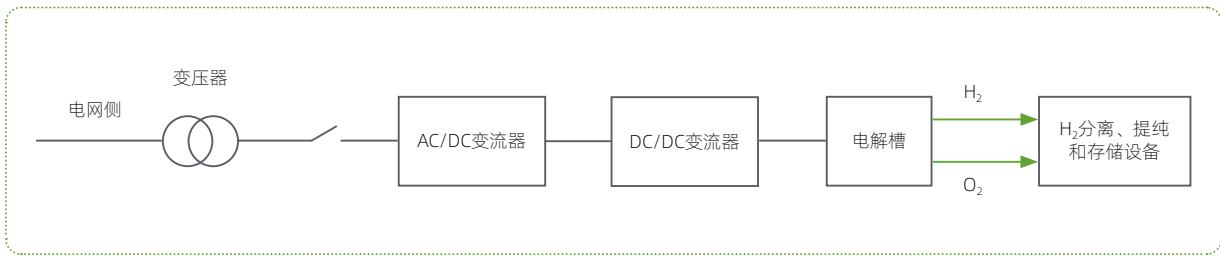 电网侧
变压器
AC/DC变流器
DC/DC变流器
电解槽
H₂
O₂
H₂分离、提纯
和存储设备